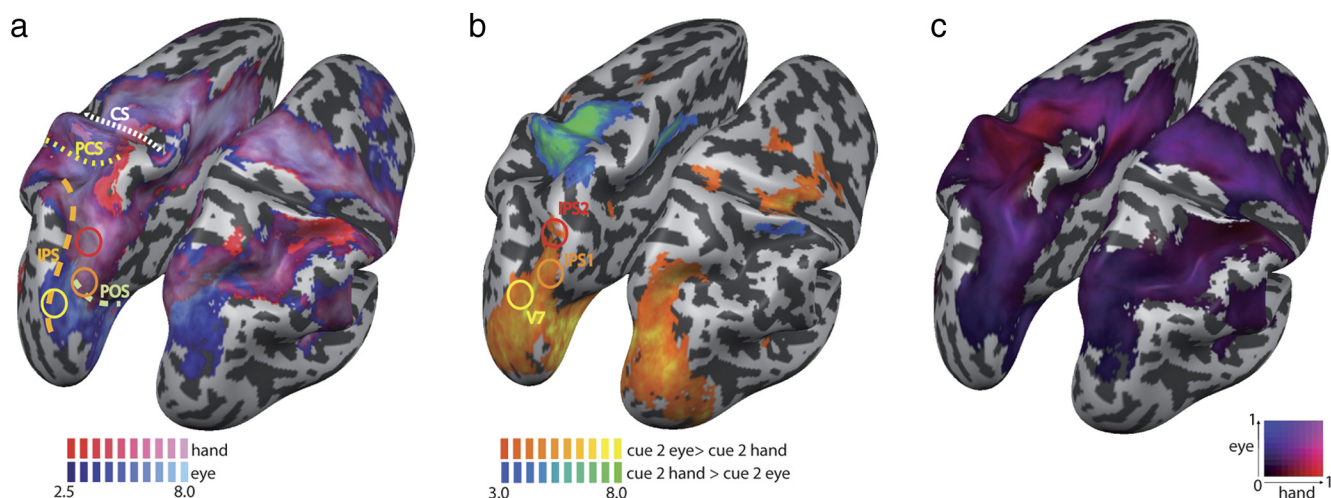 a
CS
PCS
IPS
POS
hand
eye
2.5 8.0
b
IPS2
IPS1
V7
cue 2 eye> cue 2 hand
cue 2 hand > cue 2 eye
3.0 8.0
c
1
eye
0 1
hand